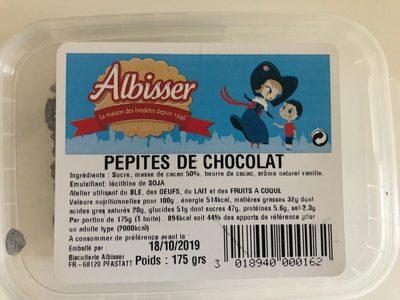 Albisser
La maison des bredeles depuis 1946
PEPITES DE CHOCOLAT
Ingrédients : Sucre, masse de cacao 50%, beurre de cacao, arôme naturel vanille.
Emulsifiant: lécithine de SOJA
Atelier utilisant du BLE, des OEUFS, du LAIT et des FRUITS A COQUE
Valeurs nutritionnelles pour 100g : énergie 514kcal, matières grasses 32g dont
acides gras saturés 20g, glucides 51g dont sucres 47g, protéines 5.6g, sel 2.3g
Par portion de 175g (1 boite) : 894kcal soit 44% des apports de référence pour
un adulte type (2000kcal)
A consommer de préférence avant le :
18/10/2019
Emballé par
Biscuiterie Albisser
FR - 68120 PFASTATT
Poids : 175 grs
3 018940 000162